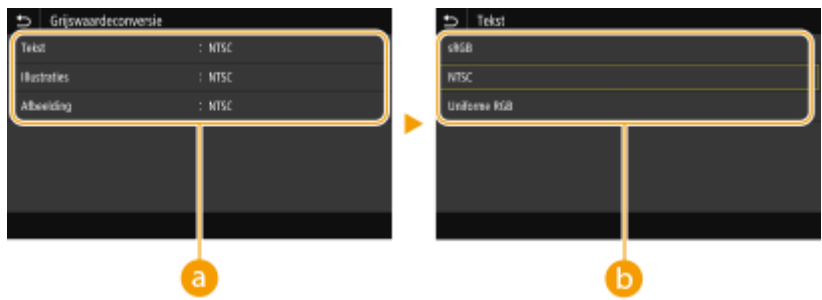 Grijswaardeconversie
Tekst : NTSC
Illustraties : NTSC
Afbeelding : NTSC
a
Tekst
sRGB
NTSC
Uniforme RGB
b